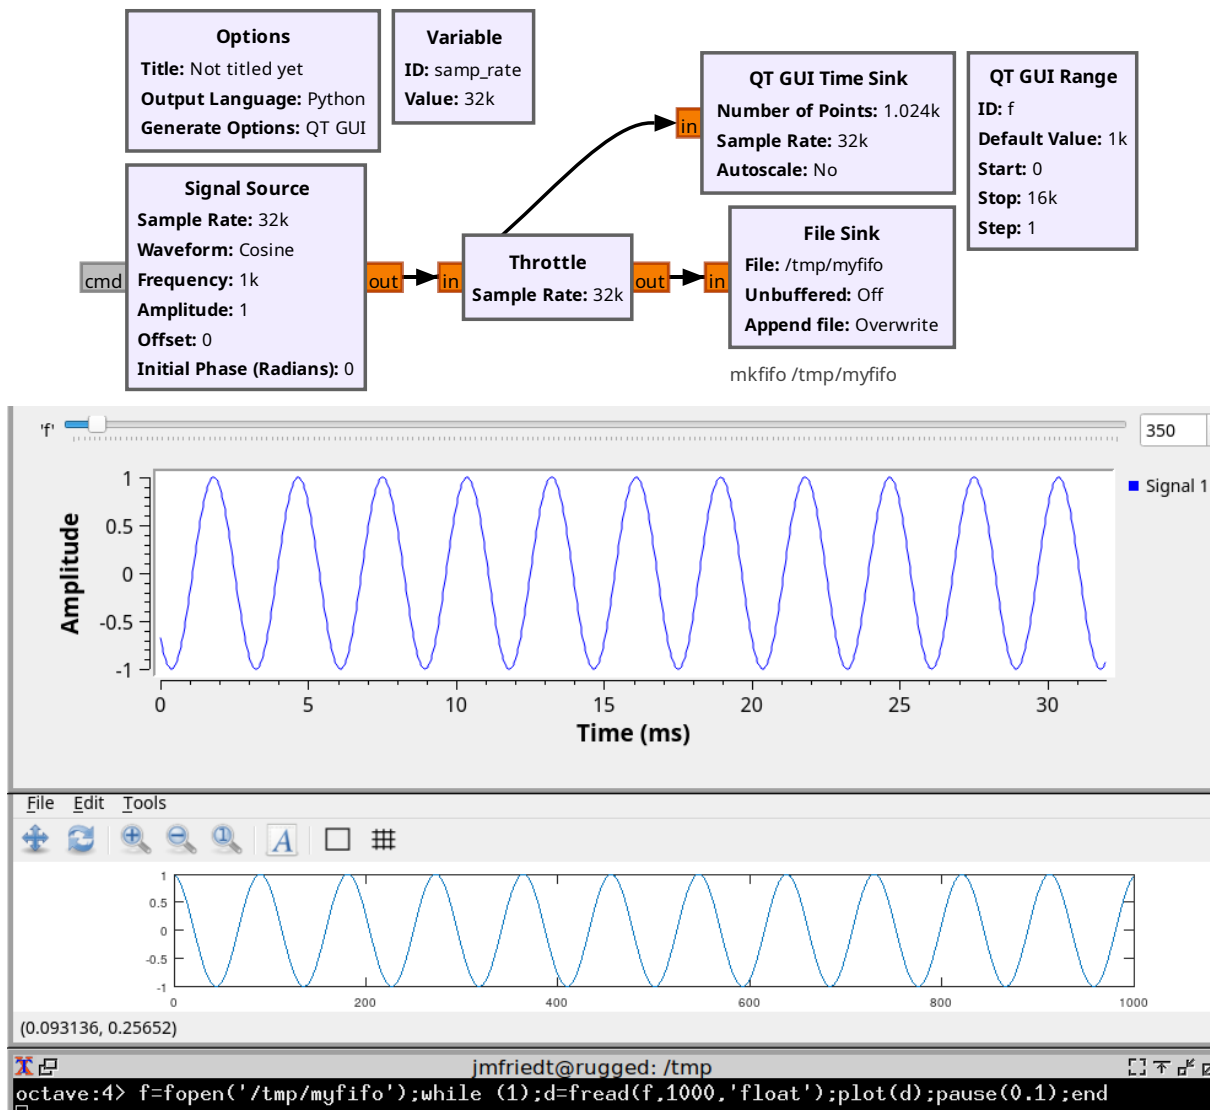 Options
Title: Not titled yet
Output Language: Python
Generate Options: QT GUI
Variable
ID: samp_rate
Value: 32k
QT GUI Time Sink
Number of Points: 1.024k
Sample Rate: 32k
Autoscale: No
in
QT GUI Range
ID: f
Default Value: 1k
Start: 0
Stop: 16k
Step: 1
Signal Source
Sample Rate: 32k
Waveform: Cosine
Frequency: 1k
Amplitude: 1
Offset: 0
Initial Phase (Radians): 0
cmd
out
in
Throttle
Sample Rate: 32k
out
in
File Sink
File: /tmp/myfifo
Unbuffered: Off
Append file: Overwrite
mkfifo /tmp/myfifo
'f'
350
1
0.5
0
-0.5
-1
Amplitude
Signal 1
0 5 10 15 20 25 30
Time (ms)
File Edit Tools
A
1
0.5
0
-0.5
-1
0 200 400 600 800 1000
(0.093136, 0.25652)
jmfriedt@rugged: /tmp
octave:4> f=fopen('/tmp/myfifo');while (1);d=fread(f,1000,'float');plot(d);pause(0.1);end